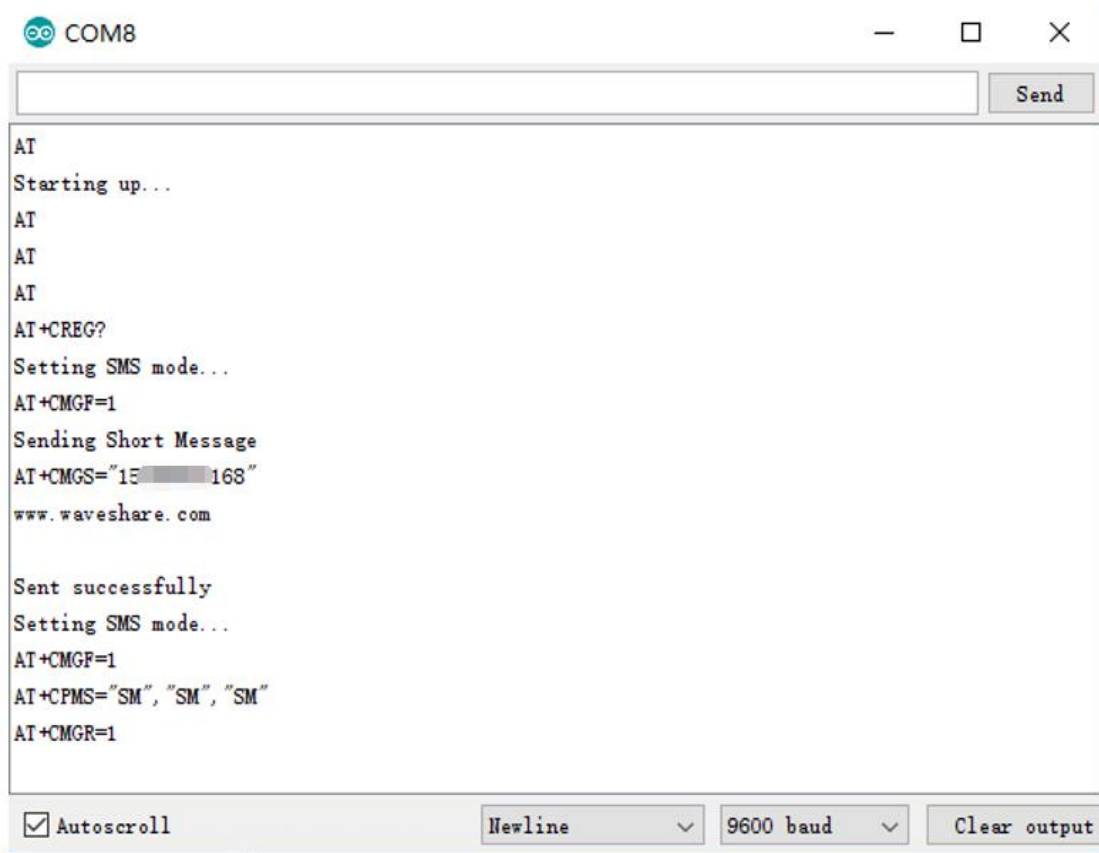 COM8
Send
AT
Starting up...
AT
AT
AT
AT+CREG?
Setting SMS mode...
AT+CMGF=1
Sending Short Message
AT+CMGS="15 168"
www.waveshare.com
Sent successfully
Setting SMS mode...
AT+CMGF=1
AT+CPMS="SM","SM","SM"
AT+CMGR=1
Autoscroll
Newline
9600 baud
Clear output